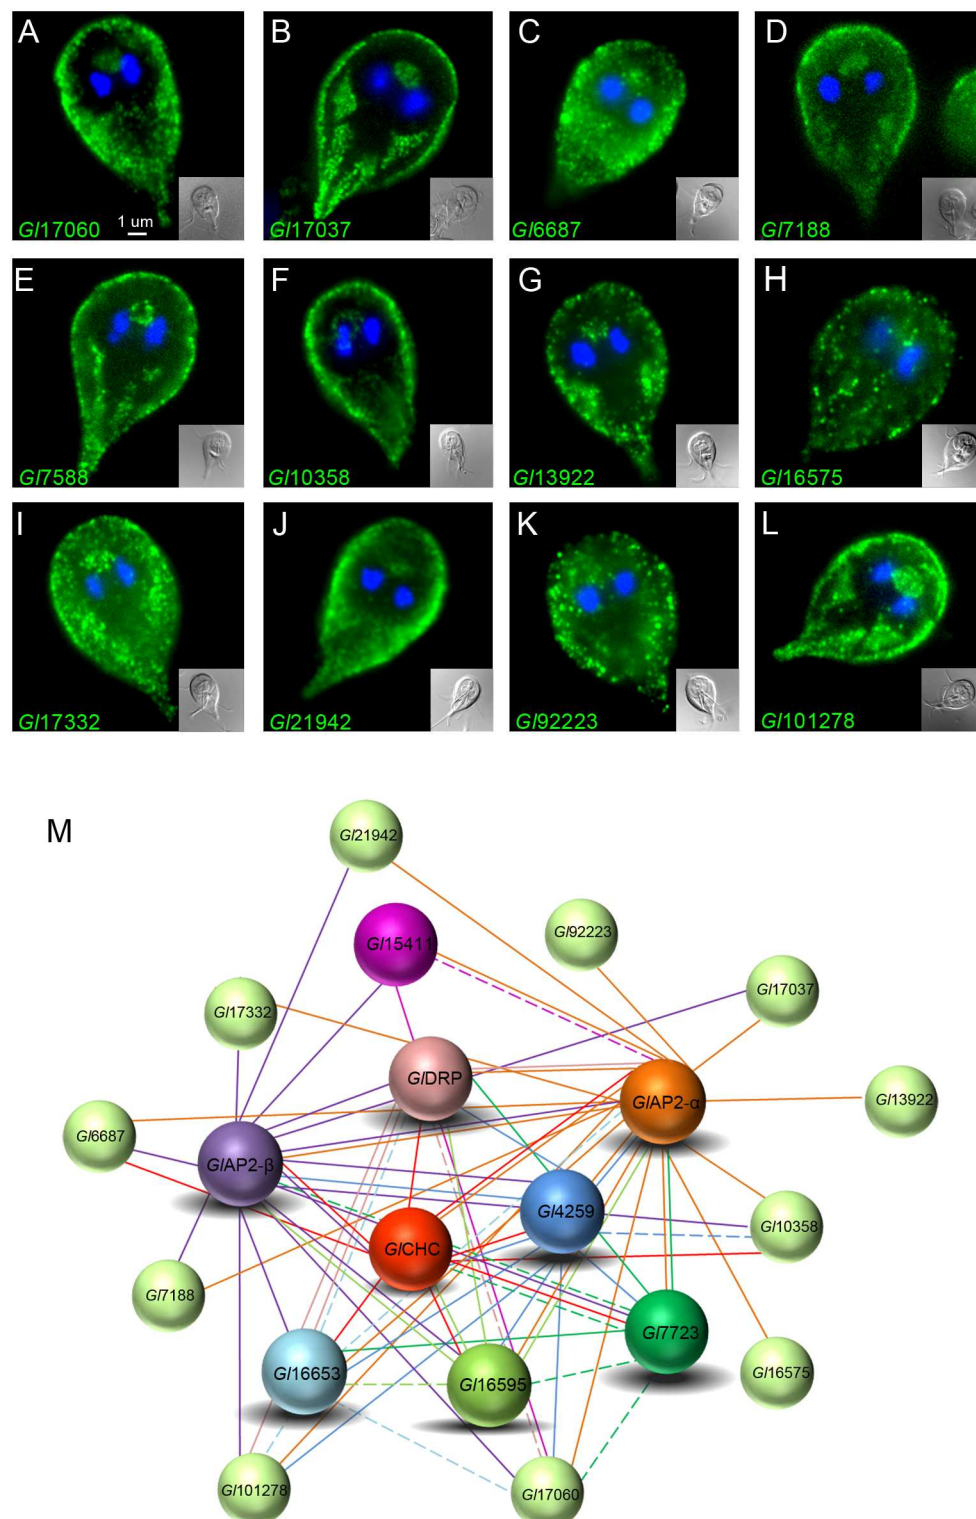 A
B
C
D
Gl17060
1 um
Gl17037
Gl6687
Gl7188
E
F
G
H
Gl7588
Gl10358
Gl13922
Gl16575
I
J
K
L
Gl17332
Gl21942
Gl92223
Gl101278
M
Gl21942
Gl15411
Gl92223
Gl17037
Gl17332
GlDRP
GlAP2-α
Gl13922
Gl6687
GlAP2-β
Gl4259
Gl10358
GlCHC
Gl7188
Gl7723
Gl16653
Gl16595
Gl16575
Gl101278
Gl17060